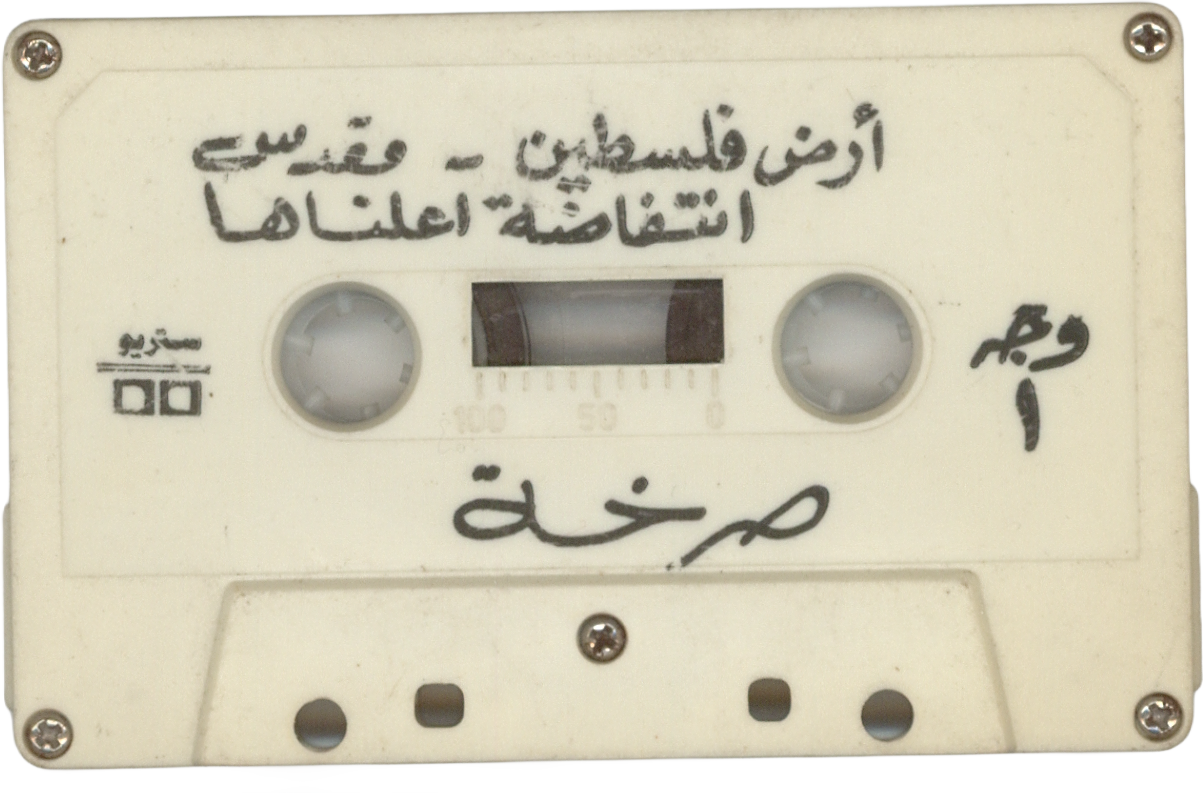 أرض فلسطين - مقدس
انتفاضة اعلناها
وجه
١
ستريو
100 50 0
صرخة